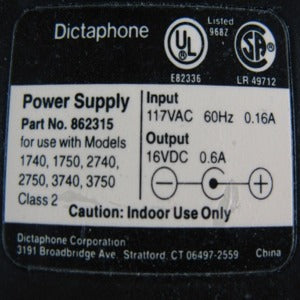 Dictaphone
UL
Listed
968Z
SA
E82336
LR 49712
Power Supply
Part No. 862315
for use with Models
1740, 1750, 2740,
2750, 3740, 3750
Class 2
Input
117VAC 60Hz 0.16A
Output
16VDC 0.6A
Caution: Indoor Use Only
Dictaphone Corporation
3191 Broadbridge Ave. Stratford, CT 06497-2559 China